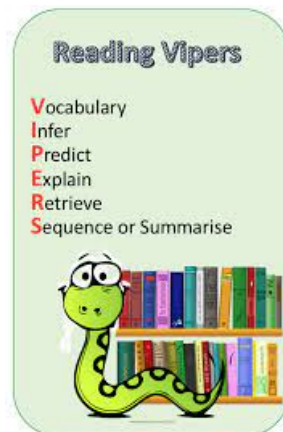 Reading Vipers
Vocabulary
Infer
Predict
Explain
Retrieve
Sequence or Summarise